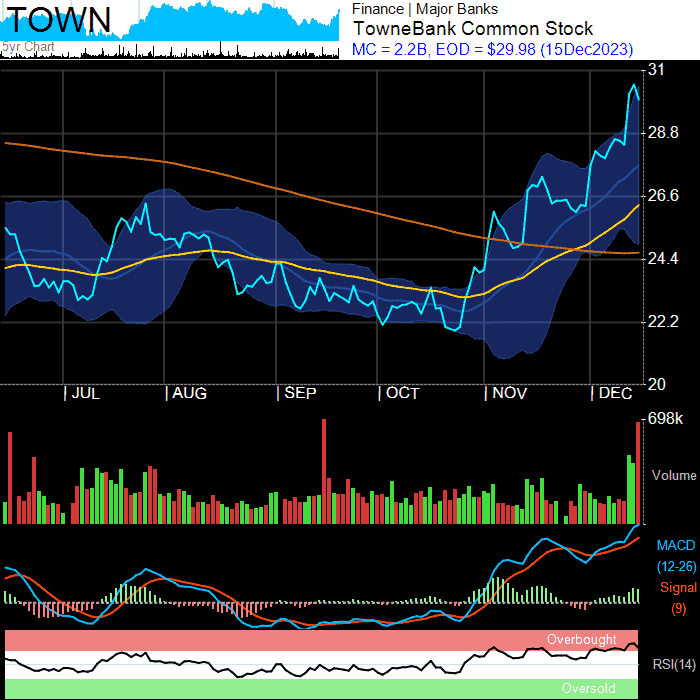 TOWN
5yr Chart
Finance | Major Banks
TowneBank Common Stock
MC = 2.2B, EOD = $29.98 (15Dec2023)
31
28.8
26.6
24.4
22.2
20
| JUL | AUG | SEP | OCT | NOV | DEC
698k
Volume
MACD
(12-26)
Signal
(9)
Overbought
RSI(14)
Oversold